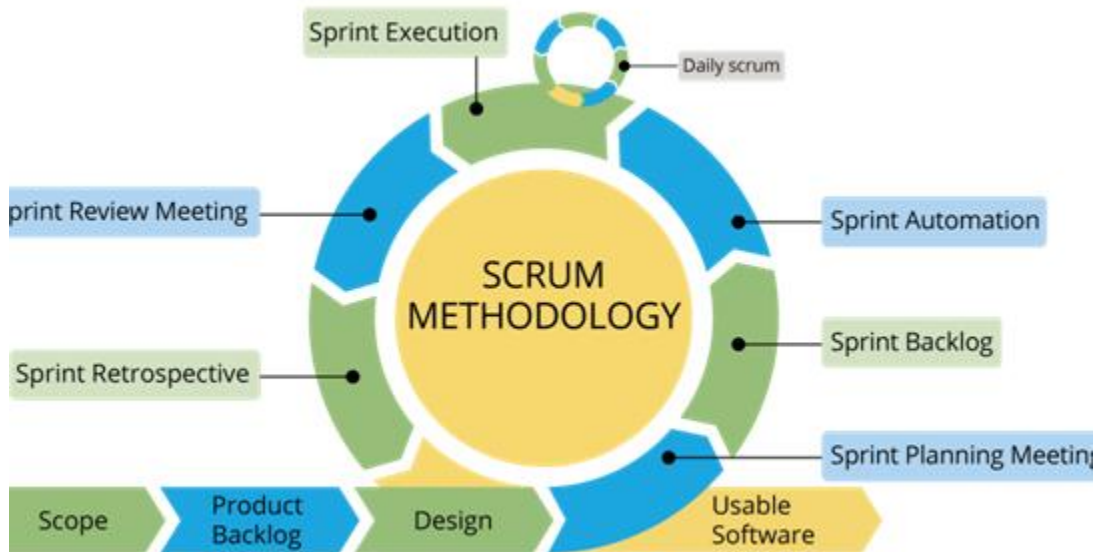 Sprint Execution
Daily scrum
print Review Meeting
Sprint Automation
SCRUM
METHODOLOGY
Sprint Backlog
Sprint Retrospective
Sprint Planning Meeting
Scope
Product
Backlog
Design
Usable
Software